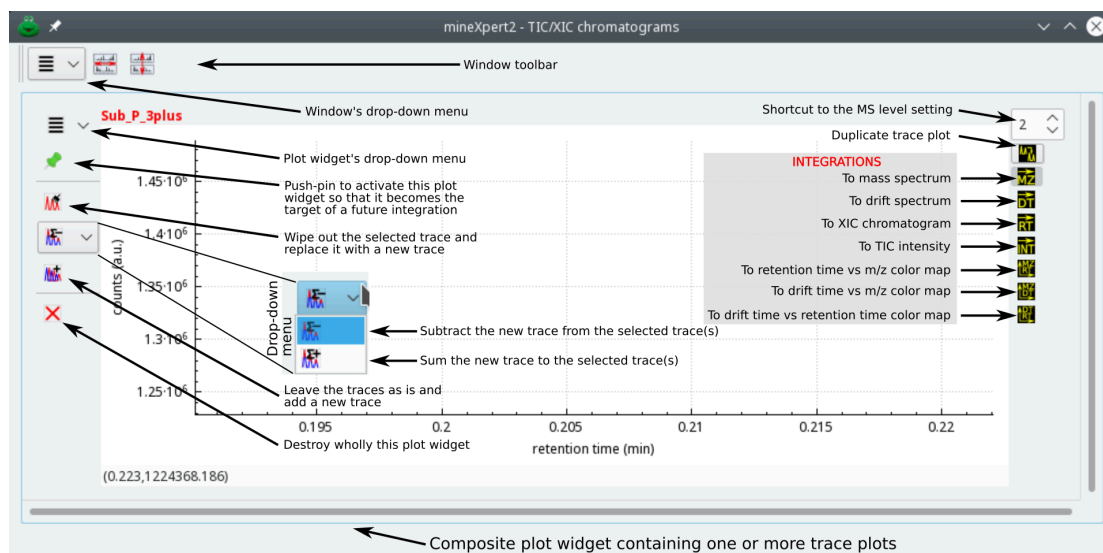 mineXpert2 - TIC/XIC chromatograms
Window toolbar
Window's drop-down menu
Shortcut to the MS level setting
2
Sub_P_3plus
Duplicate trace plot
Plot widget's drop-down menu
INTEGRATIONS
To mass spectrum
MZ
Push-pin to activate this plot
widget so that it becomes the
target of a future integration
To drift spectrum
DT
To XIC chromatogram
RT
Wipe out the selected trace and
replace it with a new trace
To TIC intensity
INT
To retention time vs m/z color map
To drift time vs m/z color map
To drift time vs retention time color map
1.45·10⁶
1.4·10⁶
1.35·10⁶
1.3·10⁶
1.25·10⁶
counts (a.u.)
Drop-down
menu
Subtract the new trace from the selected trace(s)
Sum the new trace to the selected trace(s)
Leave the traces as is and
add a new trace
Destroy wholly this plot widget
0.195
0.2
0.205
0.21
0.215
0.22
retention time (min)
(0.223,1224368.186)
Composite plot widget containing one or more trace plots